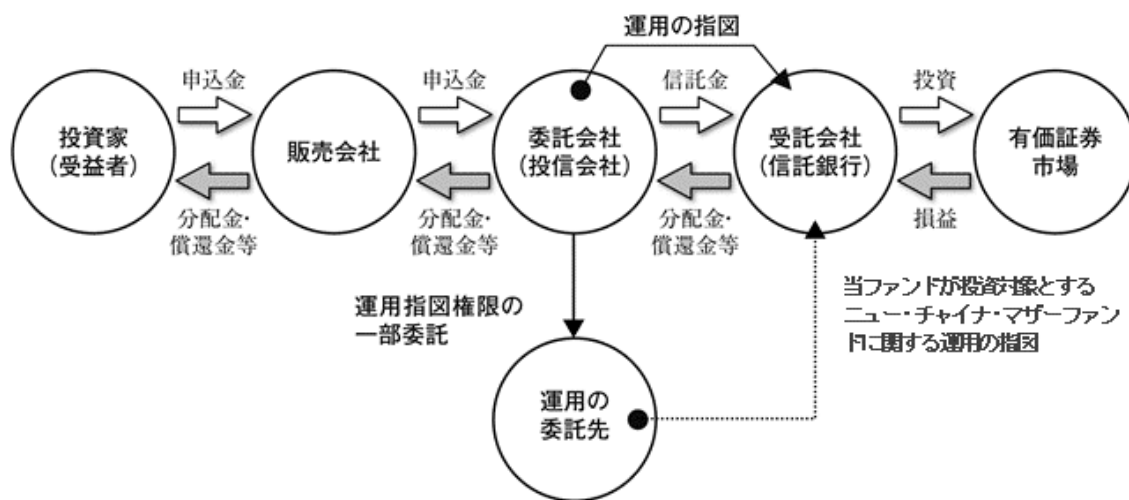 運用の指図
申込金
申込金
信託金
投資
投資家
(受益者)
販売会社
委託会社
(投信会社)
受託会社
(信託銀行)
有価証券
市場
分配金・
償還金等
分配金・
償還金等
分配金・
償還金等
損益
運用指図権限の
一部委託
当ファンドが投資対象とする
ニュー・チャイナ・マザーファン
ドに関する運用の指図
運用の
委託先